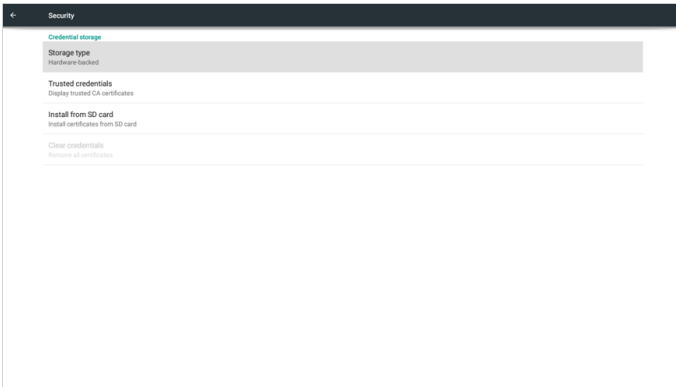 Security
Credential storage
Storage type
Hardware-backed
Trusted credentials
Display trusted CA certificates
Install from SD card
Install certificates from SD card
Clear credentials
Remove all certificates